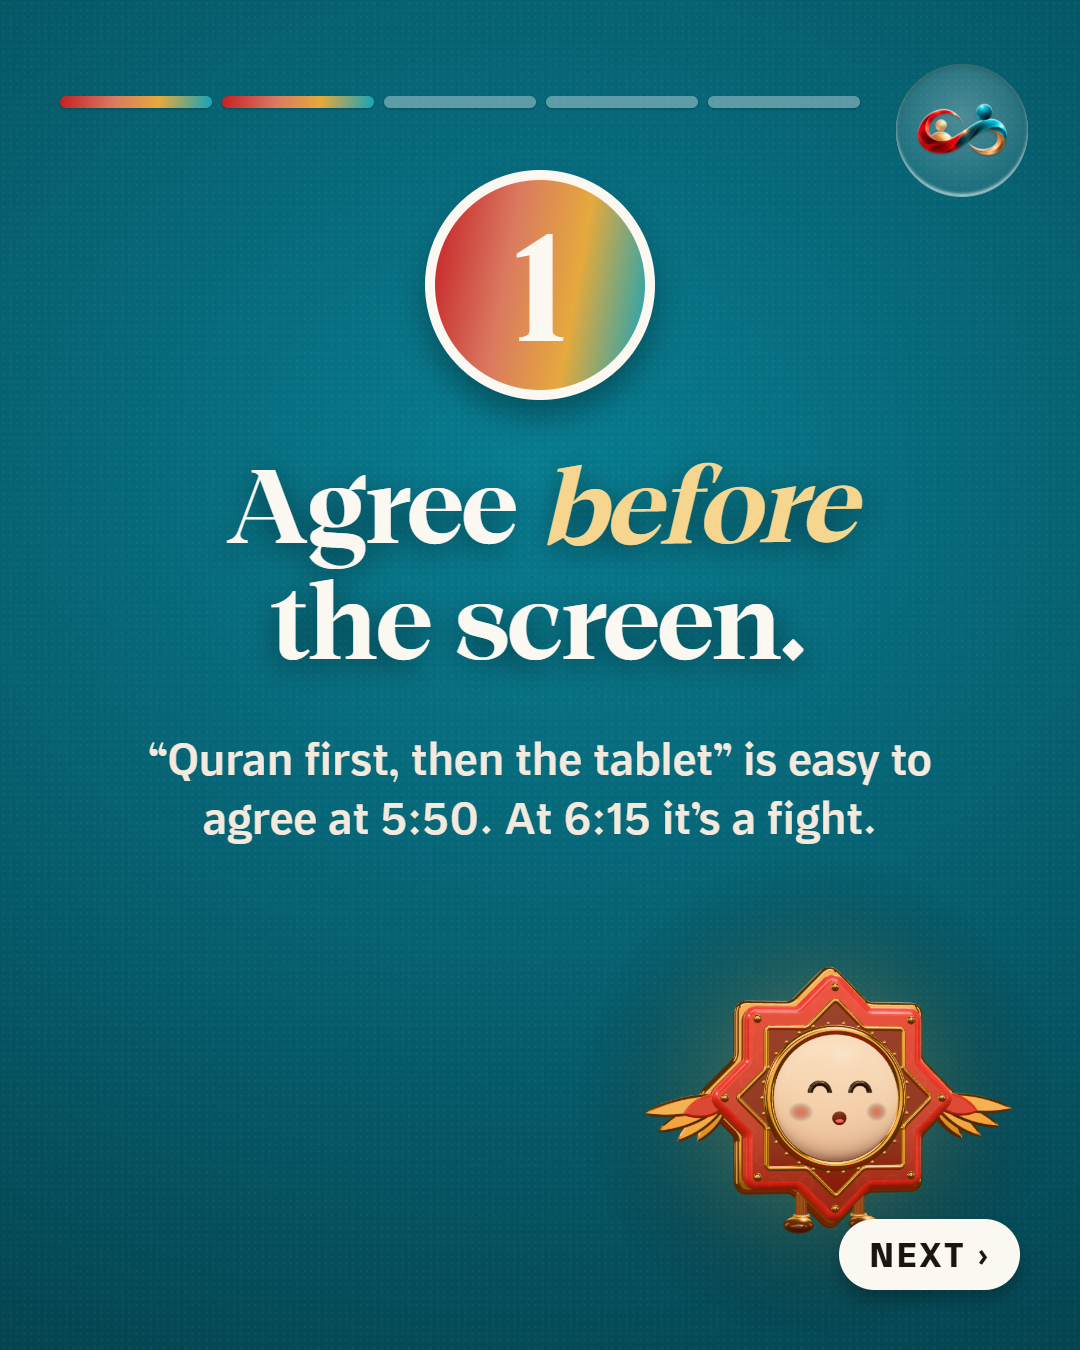 1
Agree before
the screen.
“Quran first, then the tablet” is easy to
agree at 5:50. At 6:15 it’s a fight.
NEXT ›